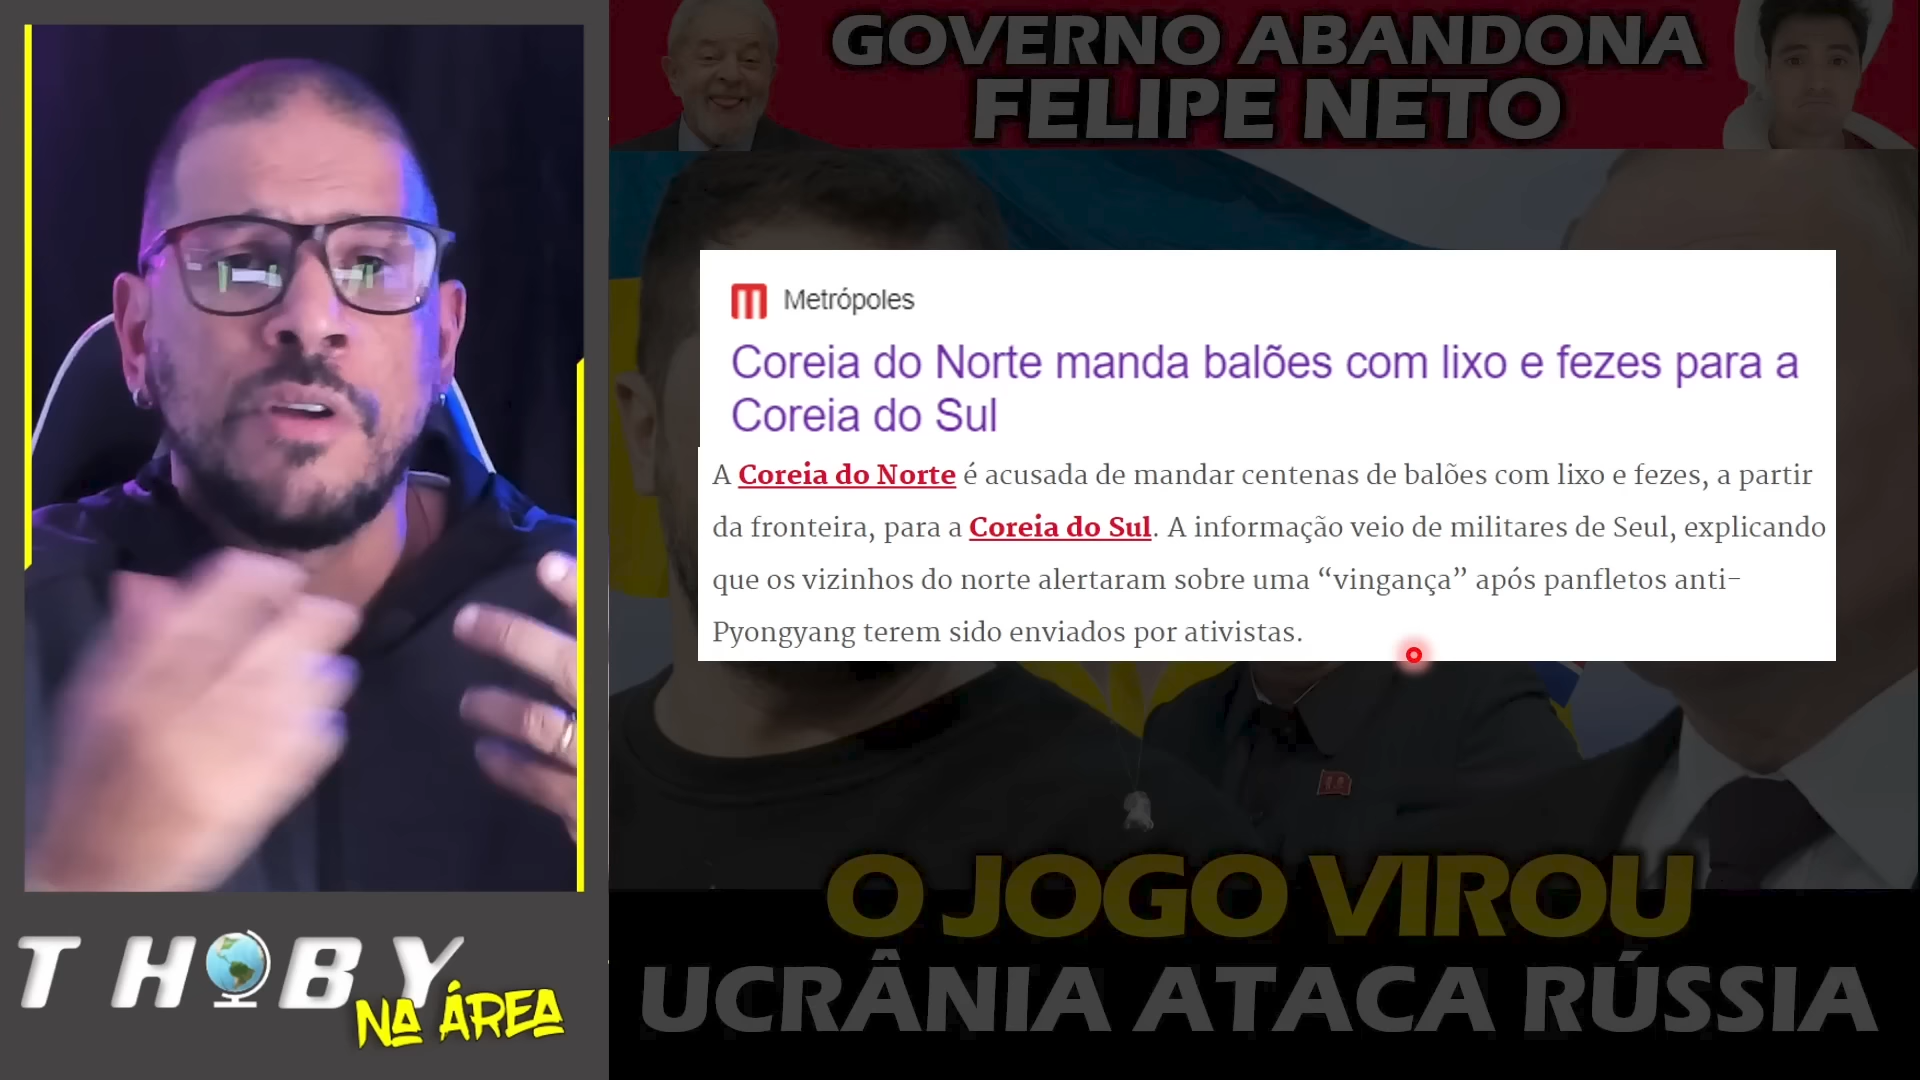 GOVERNO ABANDONA
FELIPE NETO
Metrópoles
Coreia do Norte manda balões com lixo e fezes para a
Coreia do Sul
A Coreia do Norte é acusada de mandar centenas de balões com lixo e fezes, a partir
da fronteira, para a Coreia do Sul. A informação veio de militares de Seul, explicando
que os vizinhos do norte alertaram sobre uma “vingança” após panfletos anti-
Pyongyang terem sido enviados por ativistas.
O JOGO VIROU
UCRÂNIA ATACA RÚSSIA
THOBY
NA ÁREA